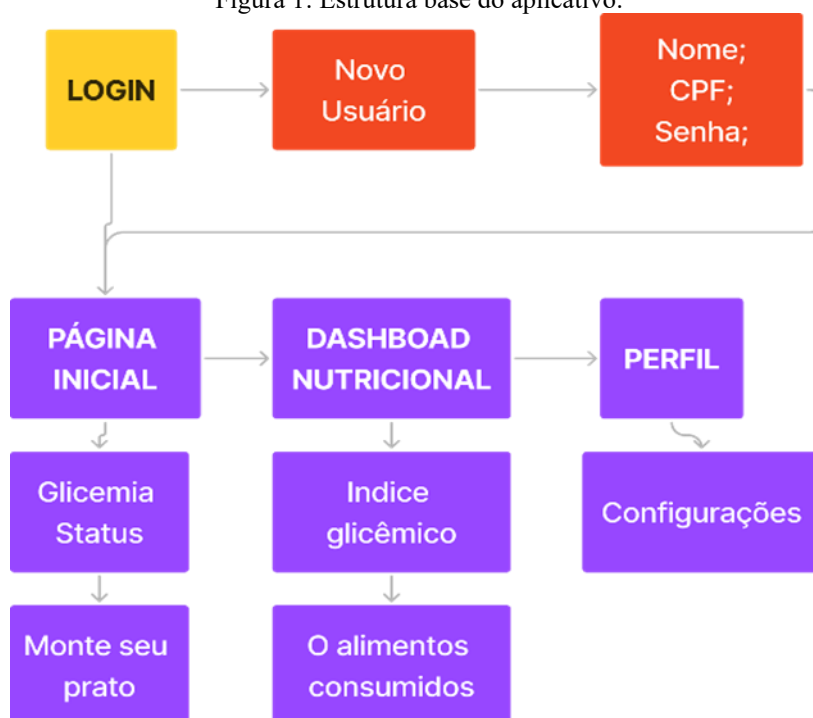 Figura 1. Estrutura base do aplicativo.
LOGIN
Novo
Usuário
Nome;
CPF;
Senha;
PÁGINA
INICIAL
DASHBOAD
NUTRICIONAL
PERFIL
Glicemia
Status
Indice
glicêmico
Configurações
Monte seu
prato
O alimentos
consumidos